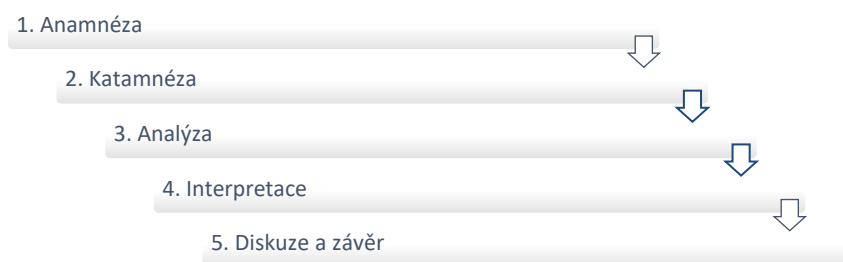 1. Anamnéza
2. Katamnéza
3. Analýza
4. Interpretace
5. Diskuze a závěr